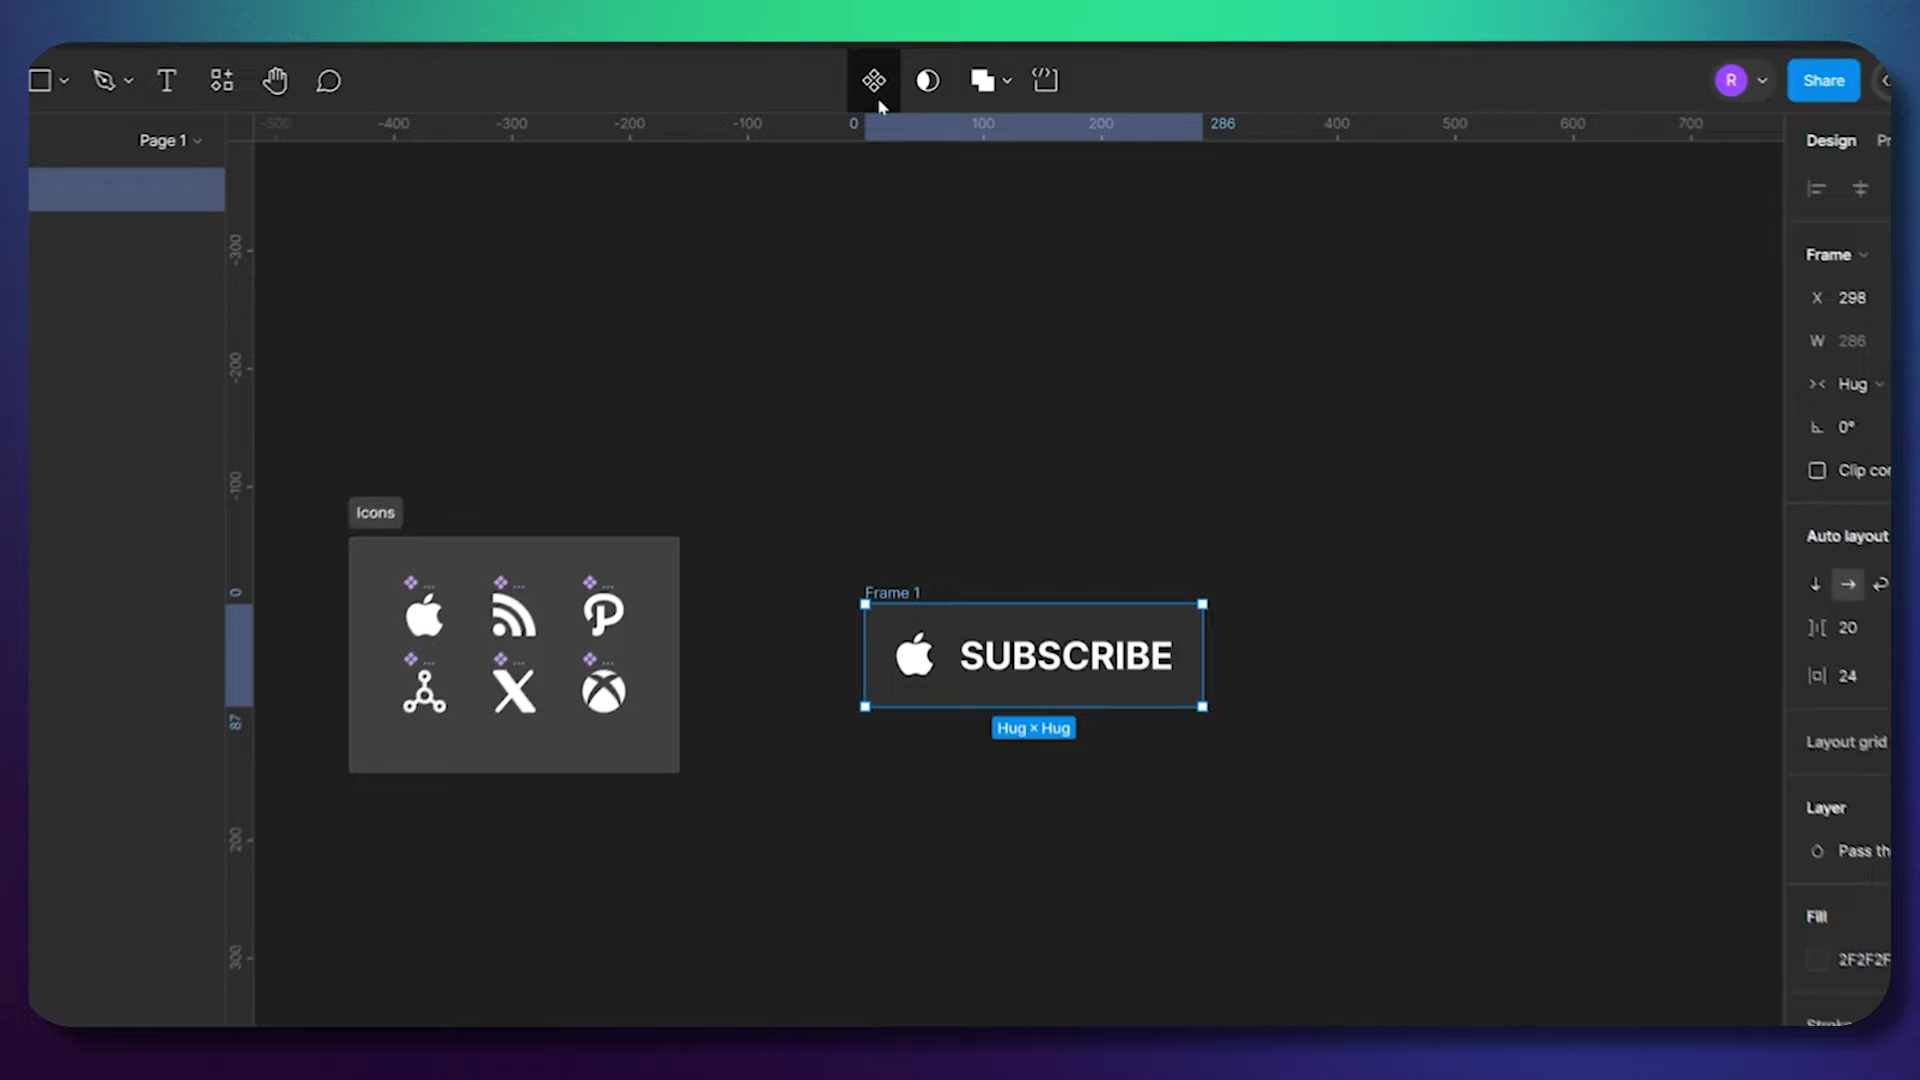 T
R
Share
Page 1
-500 -400 -300 -200 -100 0 100 200 286 400 500 600 700
Design Pr
-300
-200
-100
0
87
200
300
Frame
X 298
W 286
Hug
0°
Clip con
Auto layout
20
24
Layout grid
Layer
Pass th
Fill
2F2F2F
Stroke
Icons
...
...
...
...
...
...
Frame 1
SUBSCRIBE
Hug × Hug